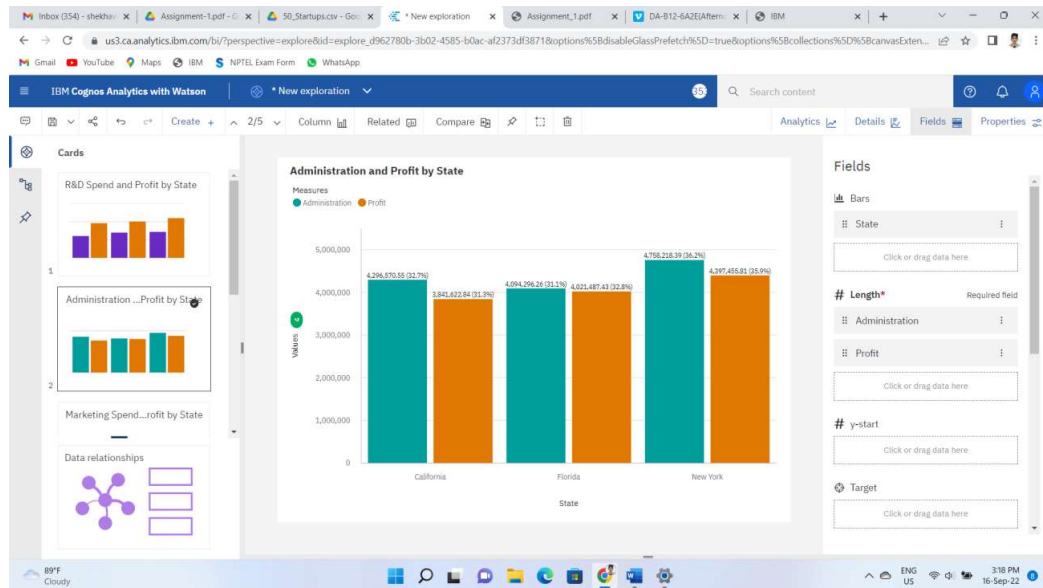 Inbox (354) - shekhav
Assignment-1.pdf - G
50_Startups.csv - Goo
* New exploration
Assignment_1.pdf
DA-B12-6A2E(Aftern
IBM
us3.ca.analytics.ibm.com/bi/?perspective=explore&id=explore_d962780b-3b02-4585-b0ac-af2373df3871&options%5BdisableGlassPrefetch%5D=true&options%5Bcollections%5D%5BcanvasExten...
Gmail YouTube Maps IBM NPTEL Exam Form WhatsApp
IBM Cognos Analytics with Watson
* New exploration
Search content
Create + 2/5 Column Related Compare
Analytics Details Fields Properties
Cards
R&D Spend and Profit by State
1
Administration ...Profit by State
2
Marketing Spend...rofit by State
Data relationships
Administration and Profit by State
Measures
Administration Profit
Values
5,000,000
4,000,000
3,000,000
2,000,000
1,000,000
0
4,296,570.55 (32.7%)
3,841,622.84 (31.3%)
4,094,296.26 (31.1%)
4,021,487.43 (32.8%)
4,758,218.39 (36.2%)
4,397,455.81 (35.9%)
California Florida New York
State
Fields
Bars
State
Click or drag data here
# Length* Required field
Administration
Profit
Click or drag data here
# y-start
Click or drag data here
Target
Click or drag data here
89°F
Cloudy
ENG
US
3:18 PM
16-Sep-22